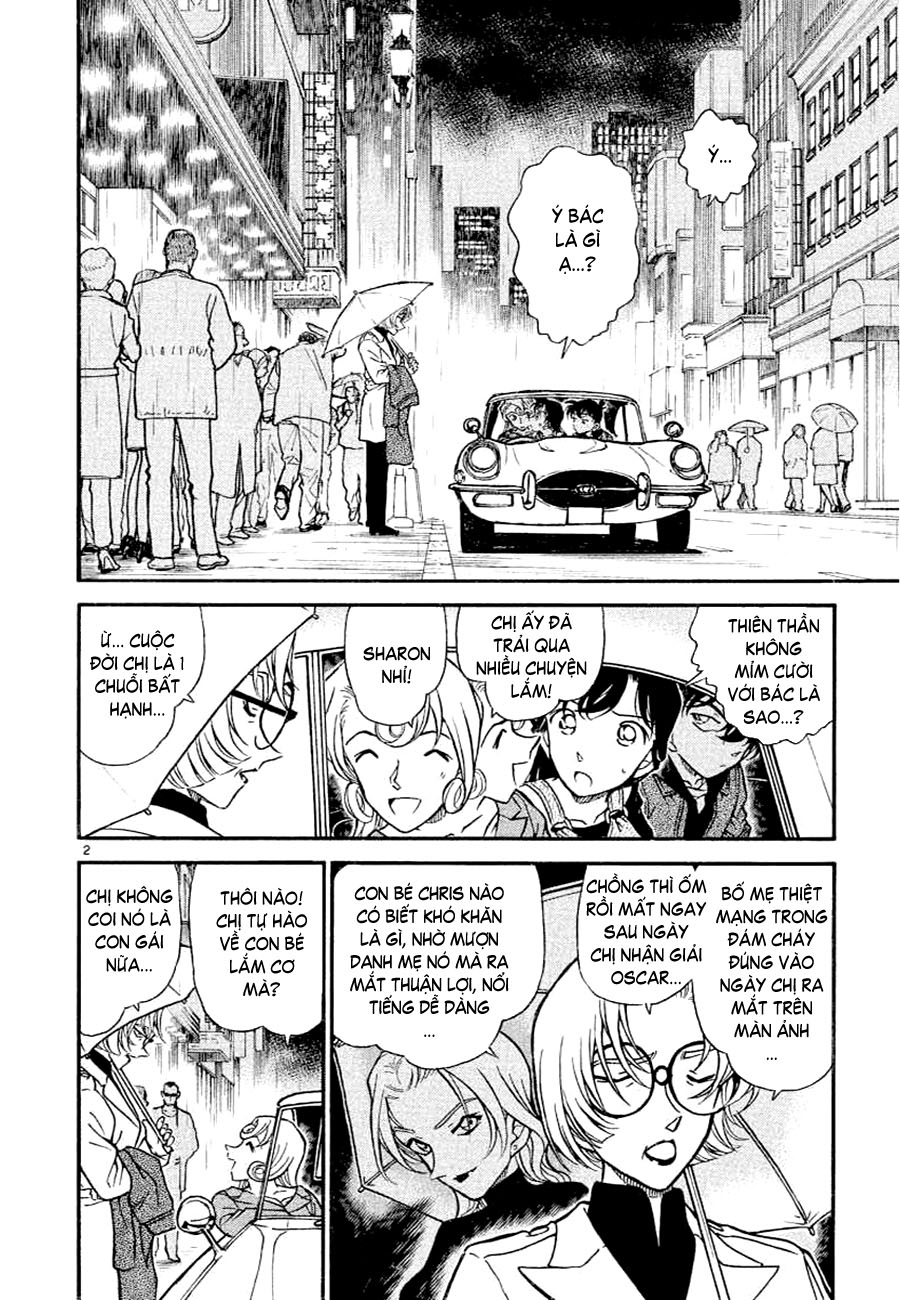 Ý...
Ý BÁC
LÀ GÌ
Ạ...?
THIÊN THẦN
KHÔNG
MỈM CƯỜI
VỚI BÁC LÀ
SAO...?
CHỊ ẤY ĐÃ
TRẢI QUA
NHIỀU CHUYỆN
LẮM!
SHARON
NHỈ!
Ừ... CUỘC
ĐỜI CHỊ LÀ 1
CHUỖI BẤT
HẠNH...
2
BỐ MẸ THIỆT
MẠNG TRONG
ĐÁM CHÁY
ĐÚNG VÀO
NGÀY CHỊ RA
MẮT TRÊN
MÀN ẢNH
...
CHỒNG THÌ ỐM
RỒI MẤT NGAY
SAU NGÀY
CHỊ NHẬN GIẢI
OSCAR...
CON BÉ CHRIS NÀO
CÓ BIẾT KHÓ KHĂN
LÀ GÌ, NHỜ MƯỢN
DANH MẸ NÓ MÀ RA
MẮT THUẬN LỢI, NỔI
TIẾNG DỄ DÀNG
...
THÔI NÀO!
CHỊ TỰ HÀO
VỀ CON BÉ
LẮM CƠ
MÀ?
CHỊ KHÔNG
COI NÓ LÀ
CON GÁI
NỮA...